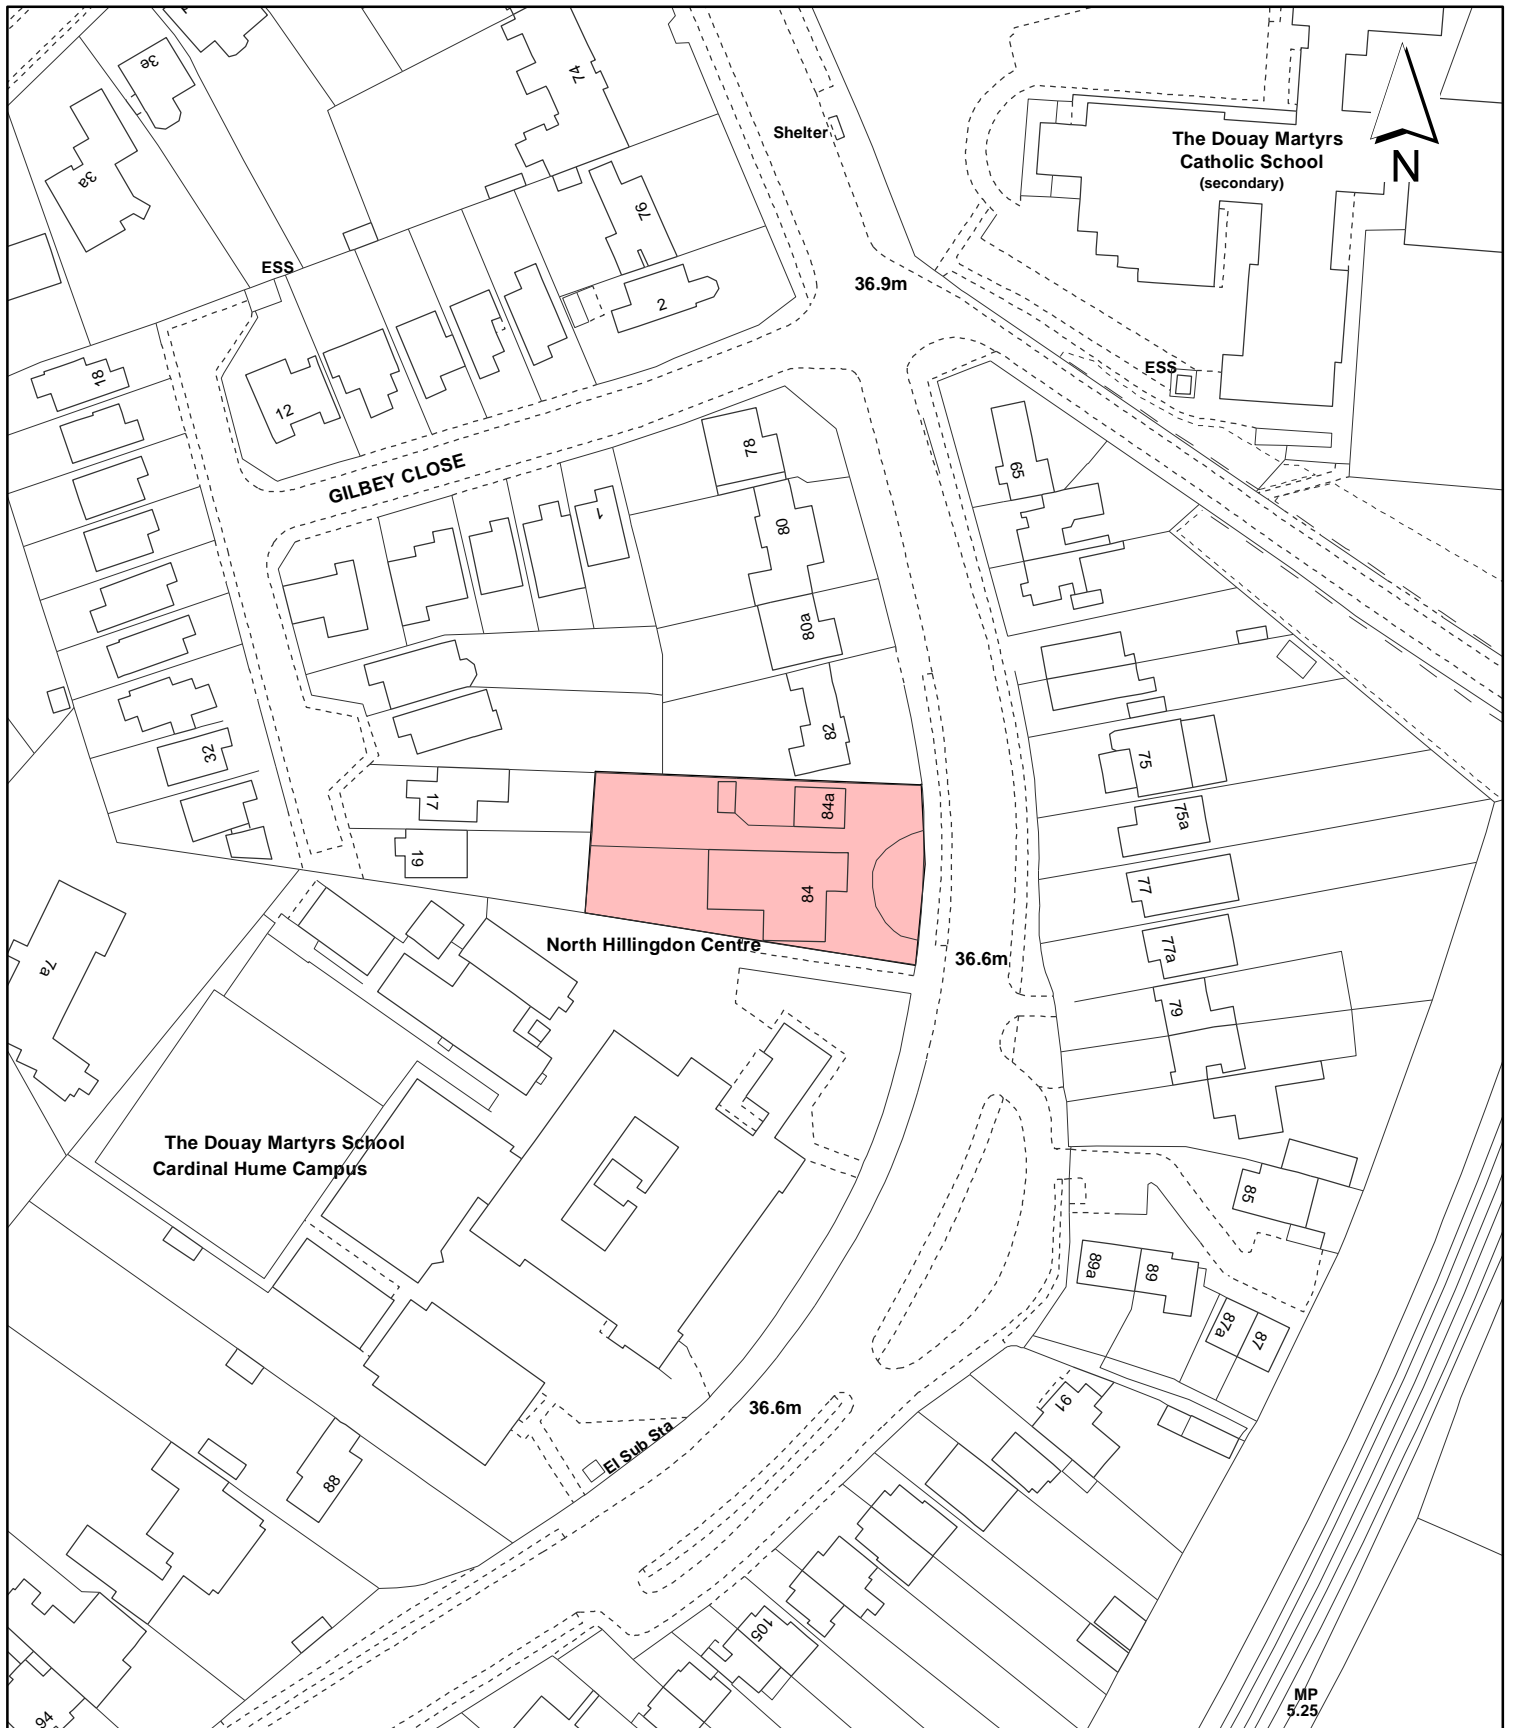 3e
74
Shelter
The Douay Martyrs
Catholic School
(secondary)
N
3a
76
ESS
36.9m
2
ESS
18
12
GILBEY CLOSE
78
65
1
80
80a
82
32
75
17
84a
75a
19
84
77
North Hillingdon Centre
77a
36.6m
7a
79
The Douay Martyrs School
Cardinal Hume Campus
85
89a
89
87a
87
91
36.6m
El Sub Sta
88
105
94
MP
5.25